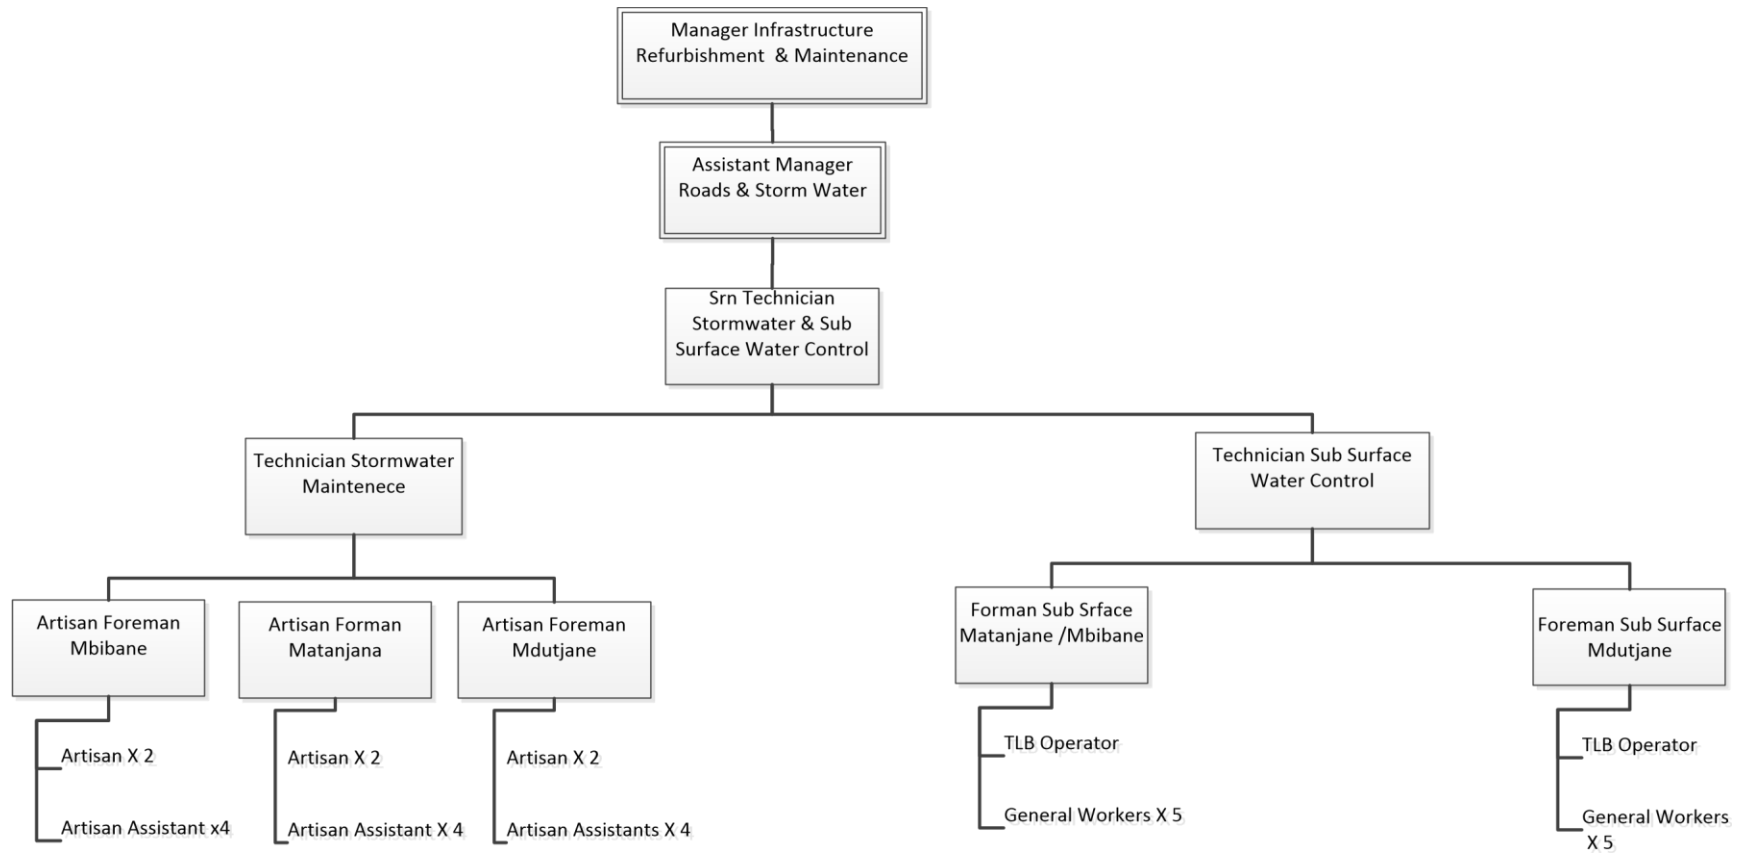 Manager Infrastructure
Refurbishment & Maintenance
Assistant Manager
Roads & Storm Water
Srn Technician
Stormwater & Sub
Surface Water Control
Technician Stormwater
Maintenece
Technician Sub Surface
Water Control
Artisan Foreman
Mbibane
Artisan Forman
Matanjana
Artisan Foreman
Mdutjane
Forman Sub Srface
Matanjane /Mbibane
Foreman Sub Surface
Mdutjane
Artisan X 2
Artisan Assistant x4
Artisan X 2
Artisan Assistant X 4
Artisan X 2
Artisan Assistants X 4
TLB Operator
General Workers X 5
TLB Operator
General Workers
X 5